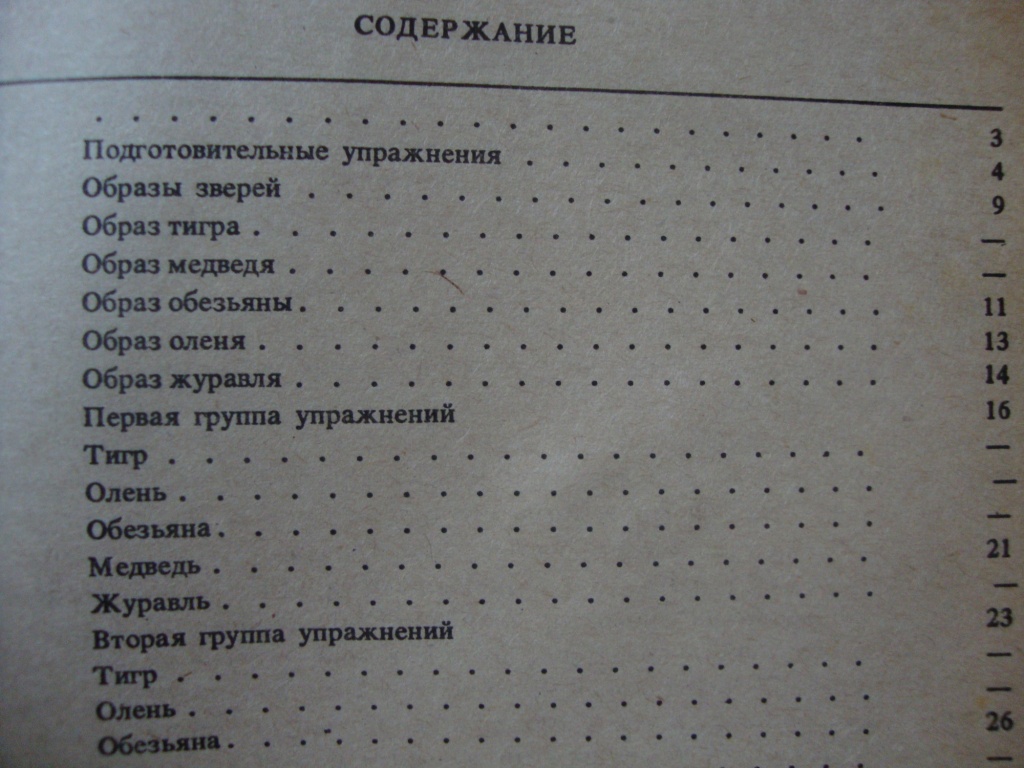 СОДЕРЖАНИЕ
. . . . . . . . . . . . . . . . . . . . 3
Подготовительные упражнения . . . . . . . . . . 4
Образы зверей . . . . . . . . . . . . . . . . 9
Образ тигра . . . . . . . . . . . . . . . . . —
Образ медведя . . . . . . . . . . . . . . . . —
Образ обезьяны . . . . . . . . . . . . . . . . 11
Образ оленя . . . . . . . . . . . . . . . . . 13
Образ журавля . . . . . . . . . . . . . . . . 14
Первая группа упражнений 16
Тигр . . . . . . . . . . . . . . . . . . . —
Олень . . . . . . . . . . . . . . . . . . . —
Обезьяна . . . . . . . . . . . . . . . . . . —
Медведь . . . . . . . . . . . . . . . . . . 21
Журавль . . . . . . . . . . . . . . . . . . —
Вторая группа упражнений 23
Тигр . . . . . . . . . . . . . . . . . . . —
Олень . . . . . . . . . . . . . . . . . . . —
Обезьяна . . . . . . . . . . . . . . . . . . 26
—